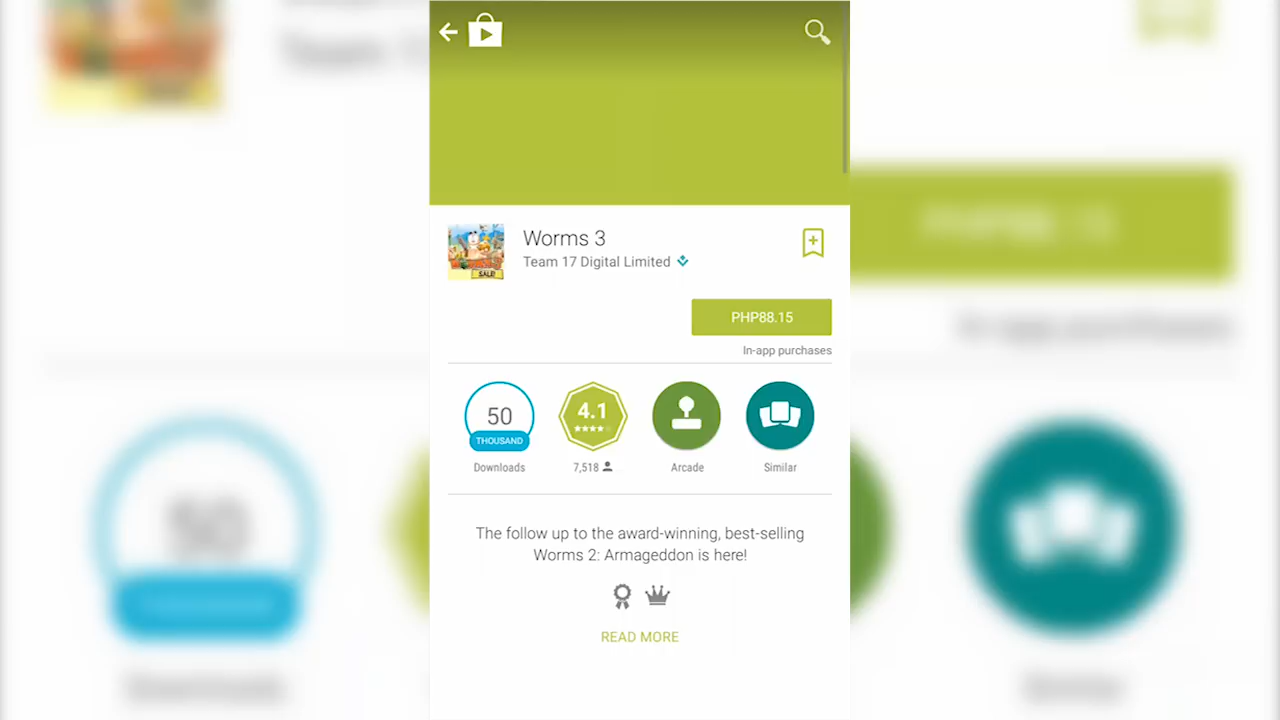 Worms 3
Team 17 Digital Limited
SALE!
PHP88.15
In-app purchases
50
THOUSAND
4.1
Downloads
7,518
Arcade
Similar
The follow up to the award-winning, best-selling
Worms 2: Armageddon is here!
READ MORE